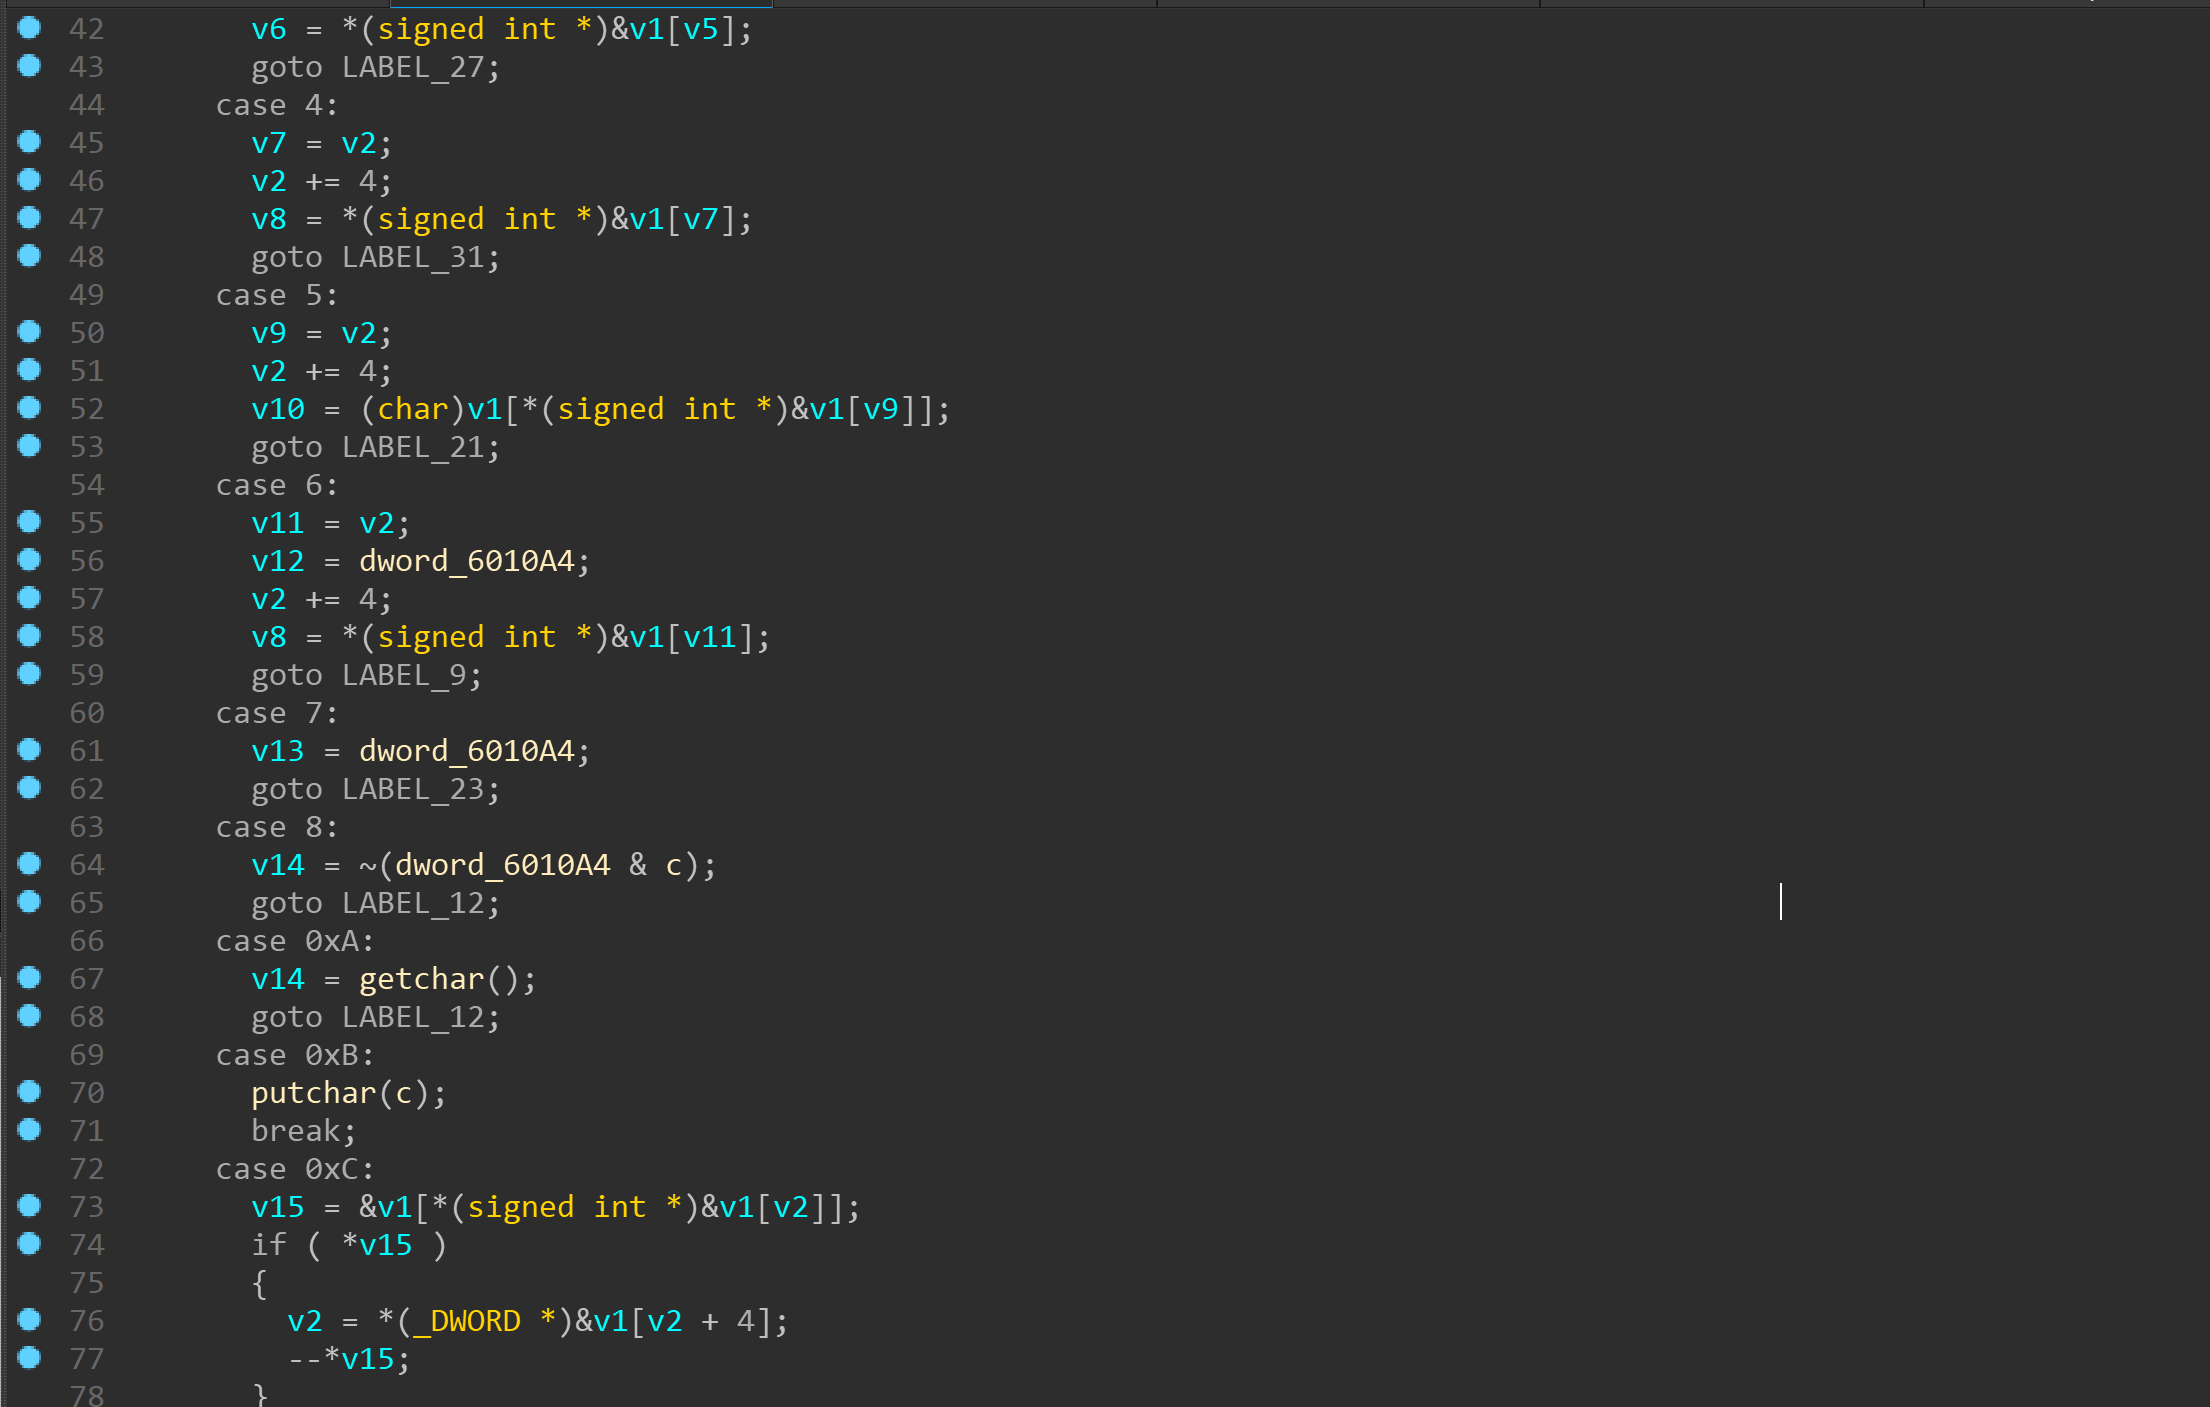 42 v6 = *(signed int *)&v1[v5];
43 goto LABEL_27;
44 case 4:
45 v7 = v2;
46 v2 += 4;
47 v8 = *(signed int *)&v1[v7];
48 goto LABEL_31;
49 case 5:
50 v9 = v2;
51 v2 += 4;
52 v10 = (char)v1[*(signed int *)&v1[v9]];
53 goto LABEL_21;
54 case 6:
55 v11 = v2;
56 v12 = dword_6010A4;
57 v2 += 4;
58 v8 = *(signed int *)&v1[v11];
59 goto LABEL_9;
60 case 7:
61 v13 = dword_6010A4;
62 goto LABEL_23;
63 case 8:
64 v14 = ~(dword_6010A4 & c);
65 goto LABEL_12;
66 case 0xA:
67 v14 = getchar();
68 goto LABEL_12;
69 case 0xB:
70 putchar(c);
71 break;
72 case 0xC:
73 v15 = &v1[*(signed int *)&v1[v2]];
74 if ( *v15 )
75 {
76 v2 = *(_DWORD *)&v1[v2 + 4];
77 --*v15;
78 }